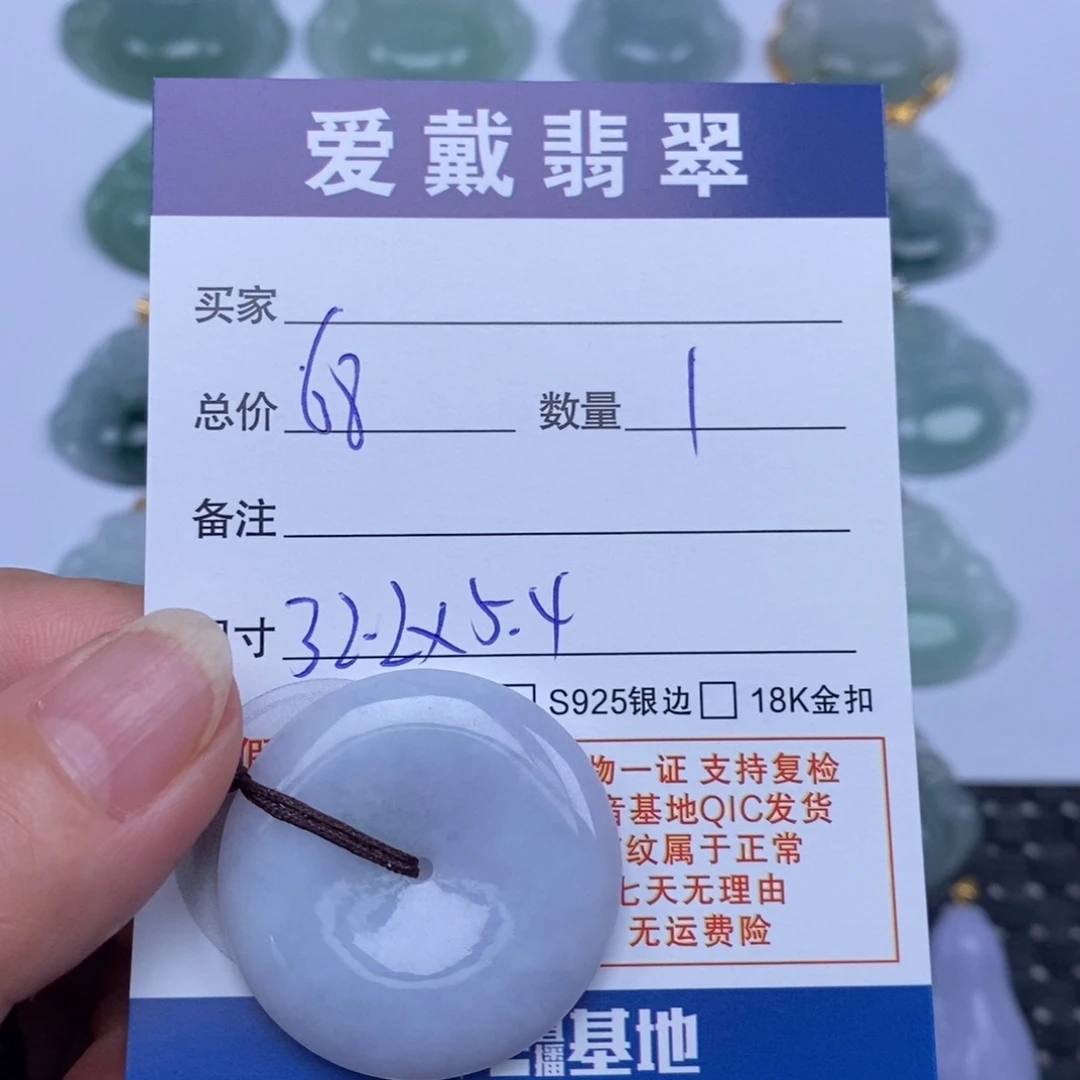 爱戴翡翠
买家
总价 68 数量 1
备注
寸 32.2x5.4
S925银边 □ 18K金扣
物一证 支持复检
基地QIC发货
纹属于正常
七天无理由
无运费险
播基地